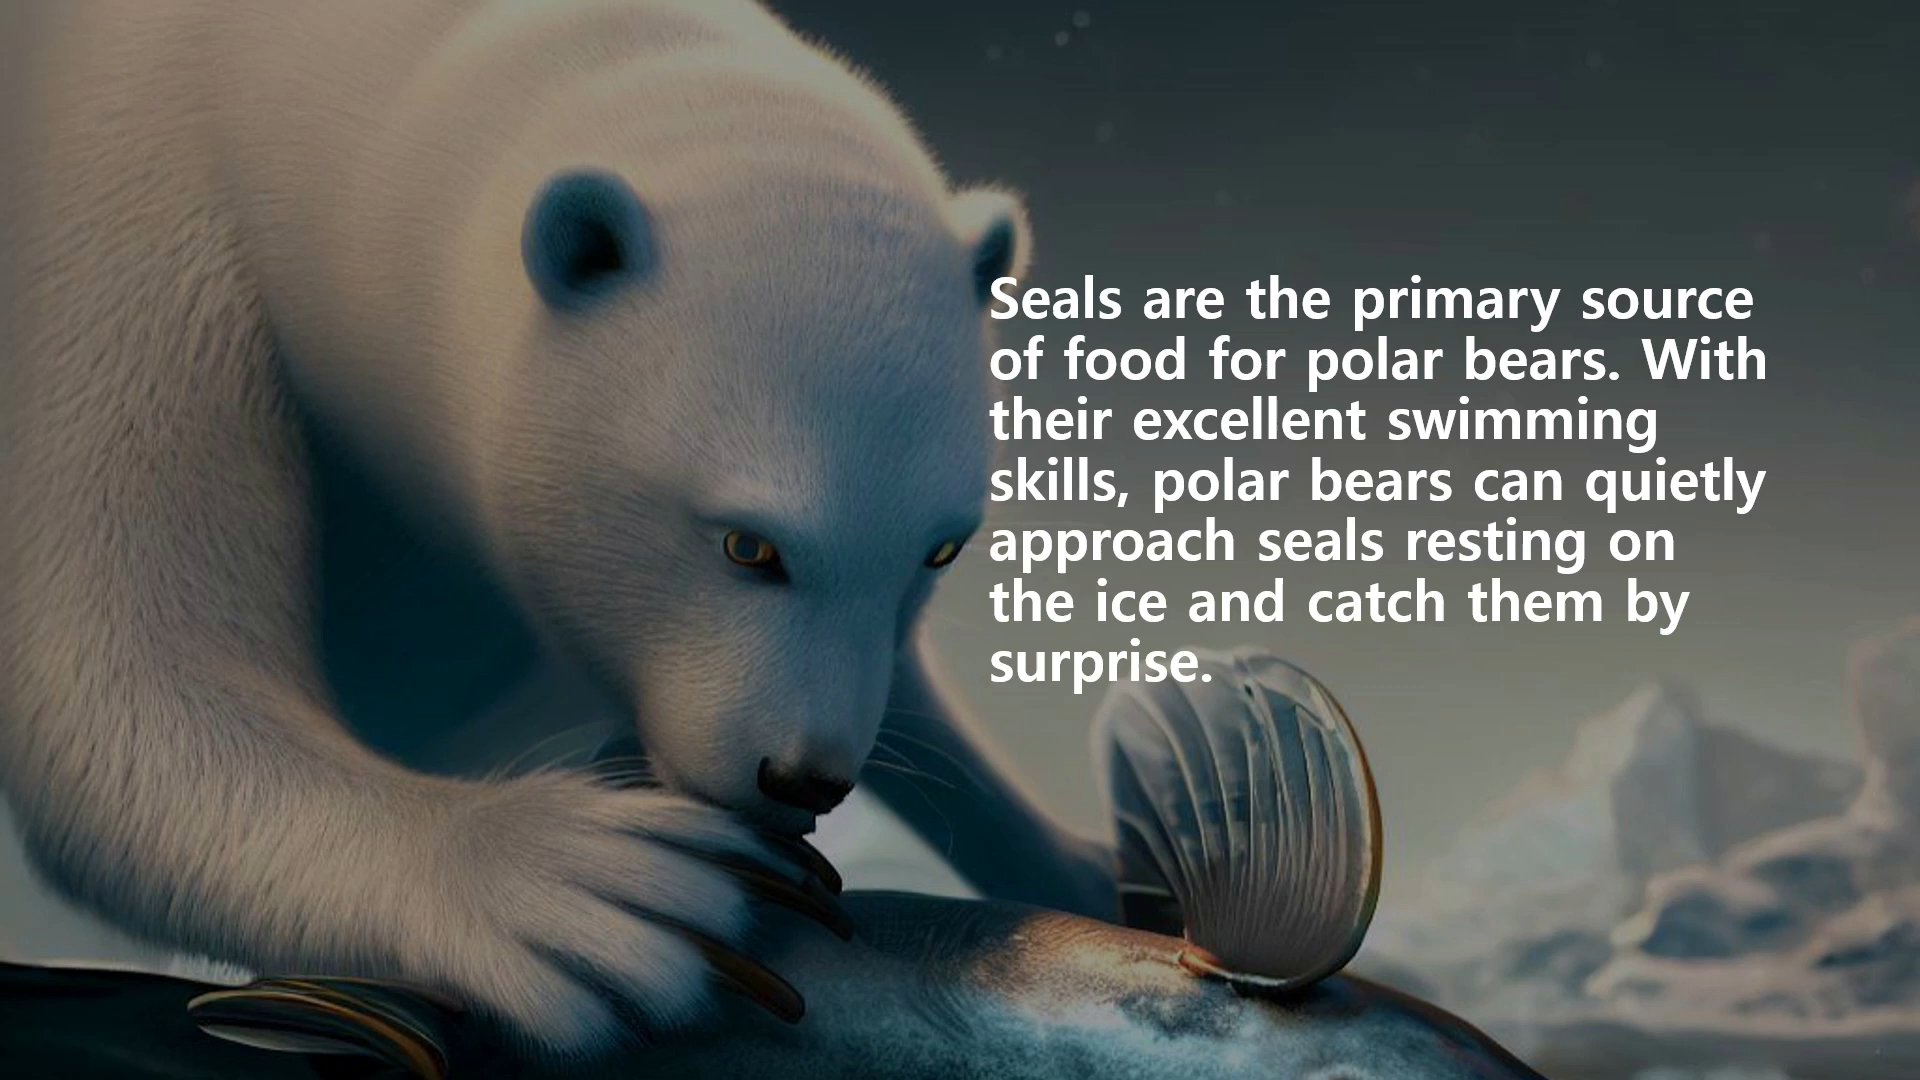 Seals are the primary source
of food for polar bears. With
their excellent swimming
skills, polar bears can quietly
approach seals resting on
the ice and catch them by
surprise.